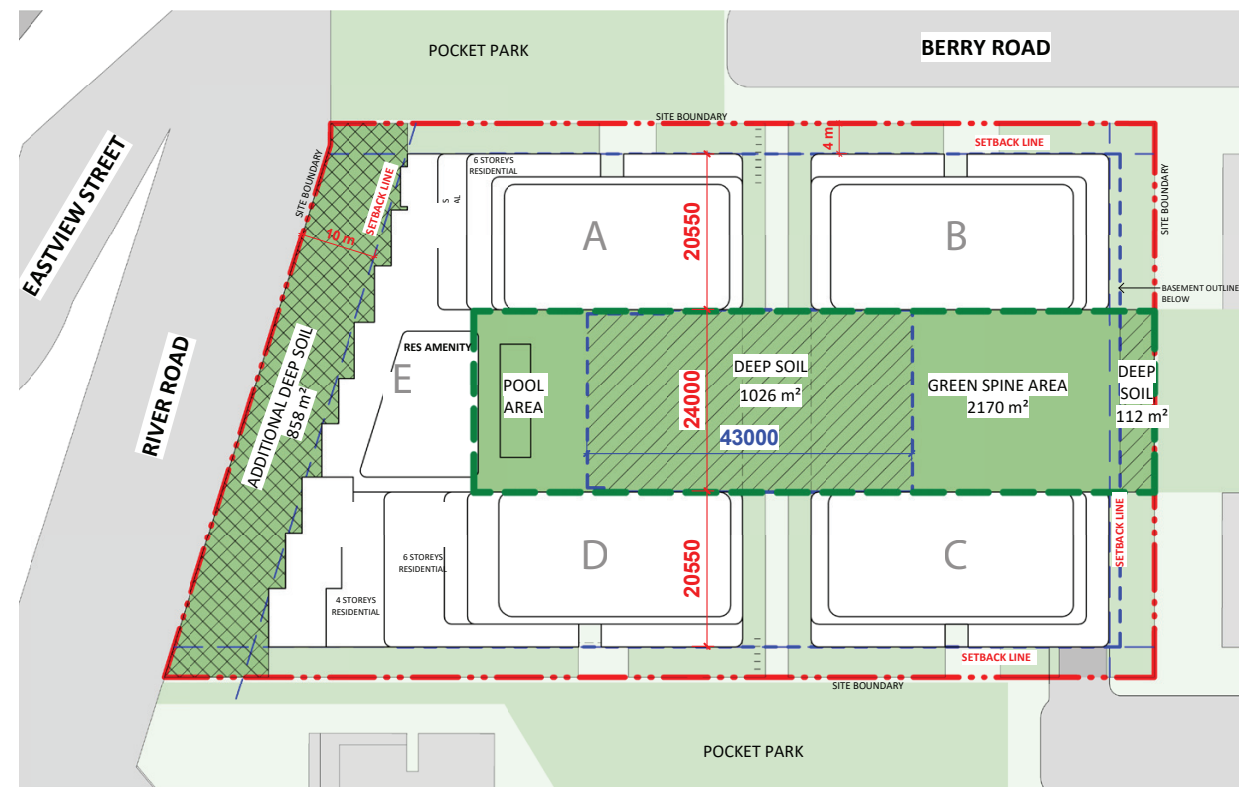 POCKET PARK
BERRY ROAD
SITE BOUNDARY
4 m
SETBACK LINE
6 STOREYS
RESIDENTIAL
EASTVIEW STREET
SITE BOUNDARY
SETBACK LINE
SITE BOUNDARY
S
AL
A
20550
B
10 m
BASEMENT OUTLINE
BELOW
RIVER ROAD
ADDITIONAL DEEP SOIL
858 m²
RES AMENITY
E
POOL
AREA
24000
DEEP SOIL
1026 m²
43000
GREEN SPINE AREA
2170 m²
DEEP
SOIL
112 m²
SETBACK LINE
6 STOREYS
RESIDENTIAL
D
20550
C
4 STOREYS
RESIDENTIAL
SETBACK LINE
SITE BOUNDARY
POCKET PARK